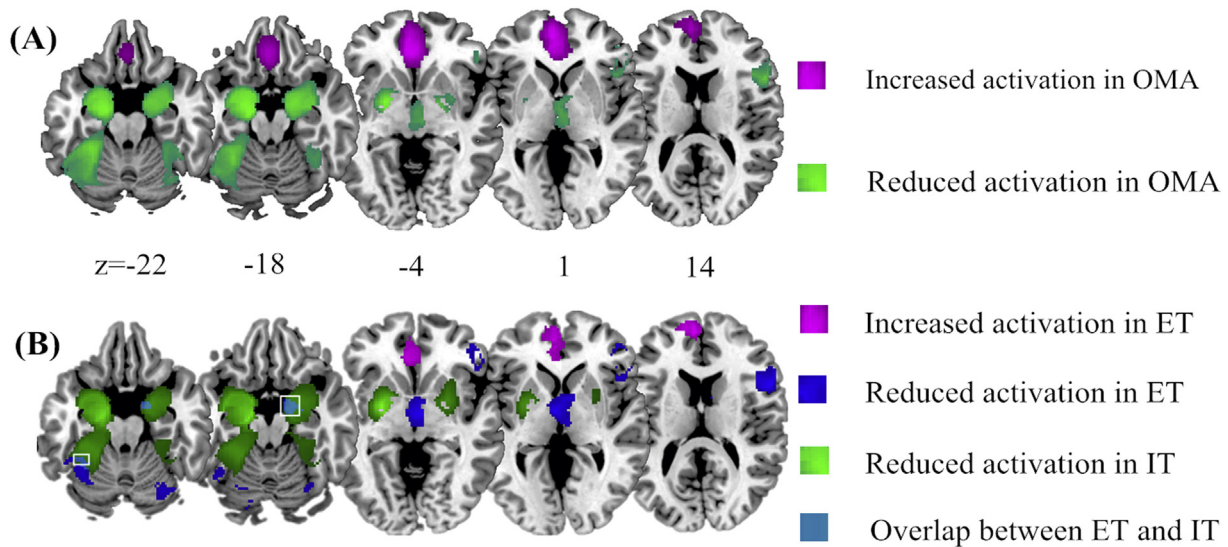 (A)
Increased activation in OMA
Reduced activation in OMA
z=-22 -18 -4 1 14
(B)
Increased activation in ET
Reduced activation in ET
Reduced activation in IT
Overlap between ET and IT